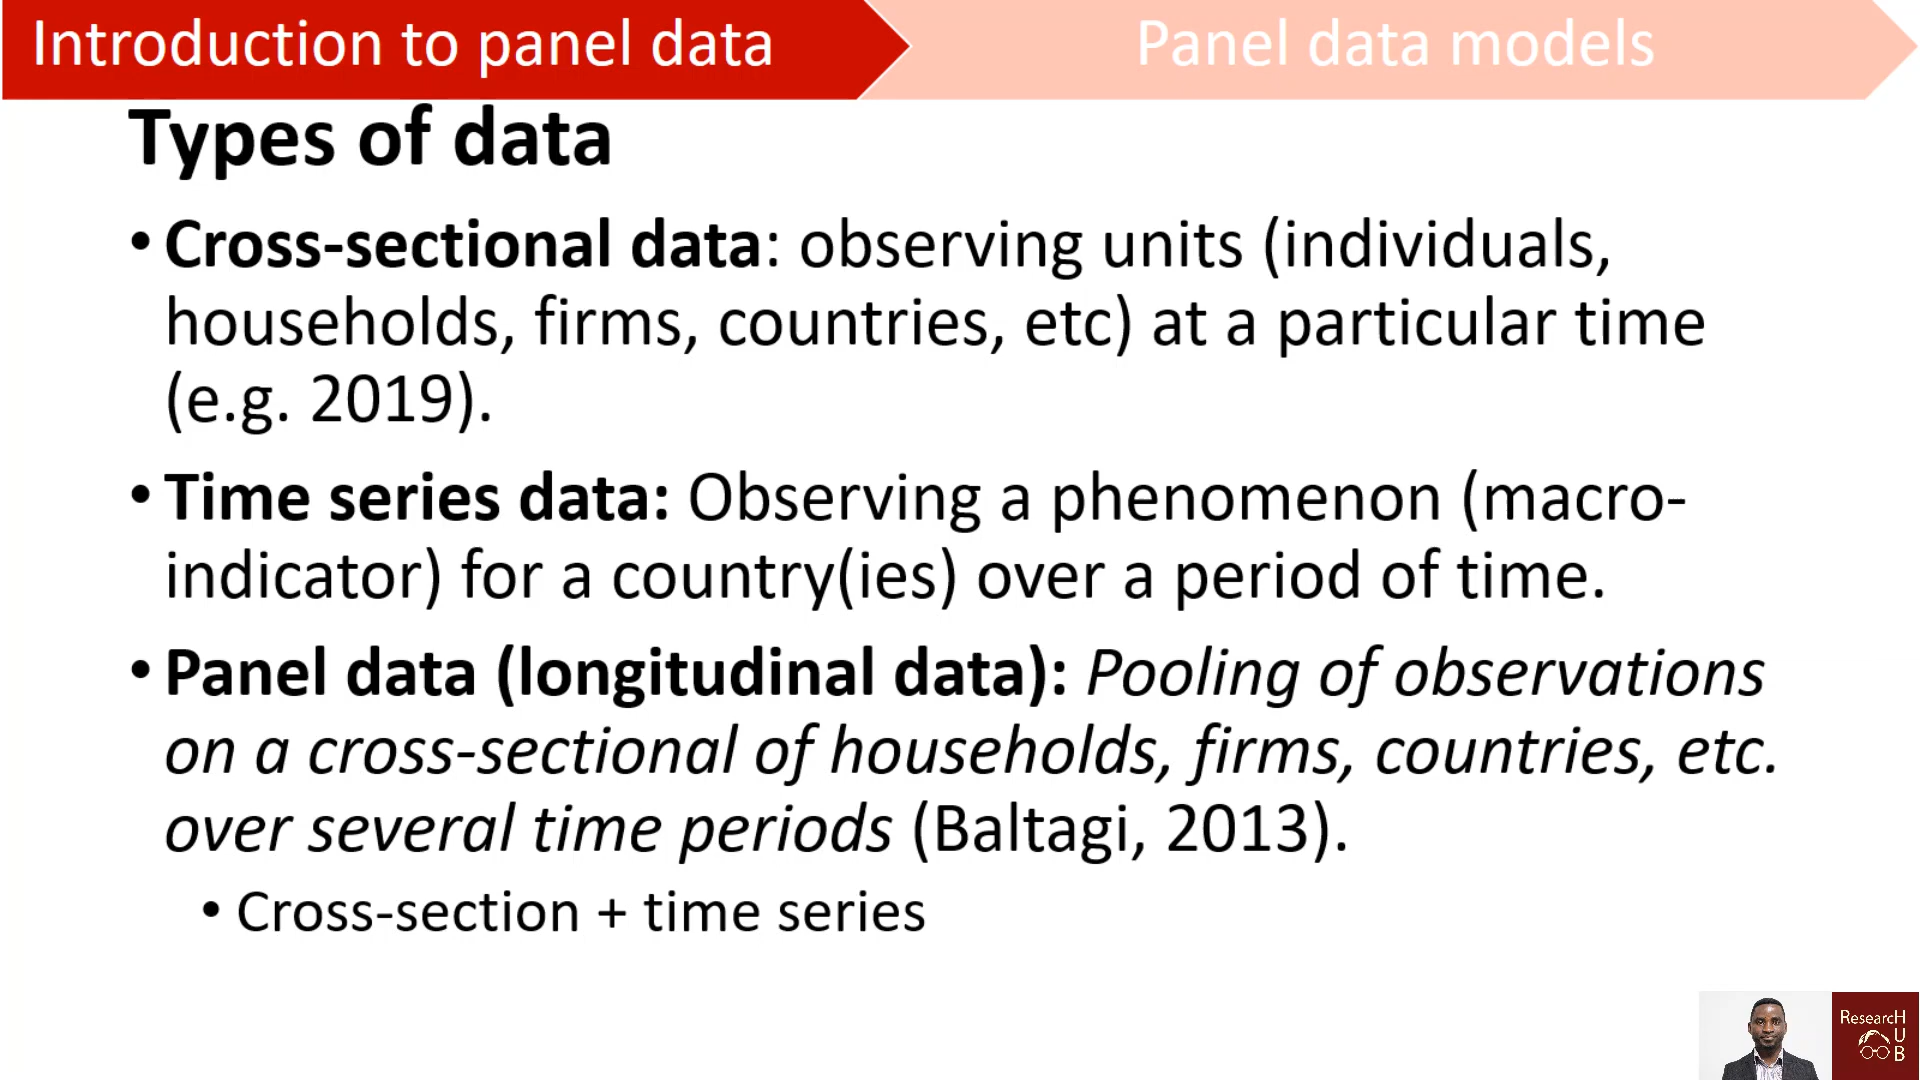 Introduction to panel data
Panel data models
Types of data
• Cross-sectional data: observing units (individuals,
households, firms, countries, etc) at a particular time
(e.g. 2019).
• Time series data: Observing a phenomenon (macro-
indicator) for a country(ies) over a period of time.
• Panel data (longitudinal data): Pooling of observations
on a cross-sectional of households, firms, countries, etc.
over several time periods (Baltagi, 2013).
• Cross-section + time series
ResearcH
U
B